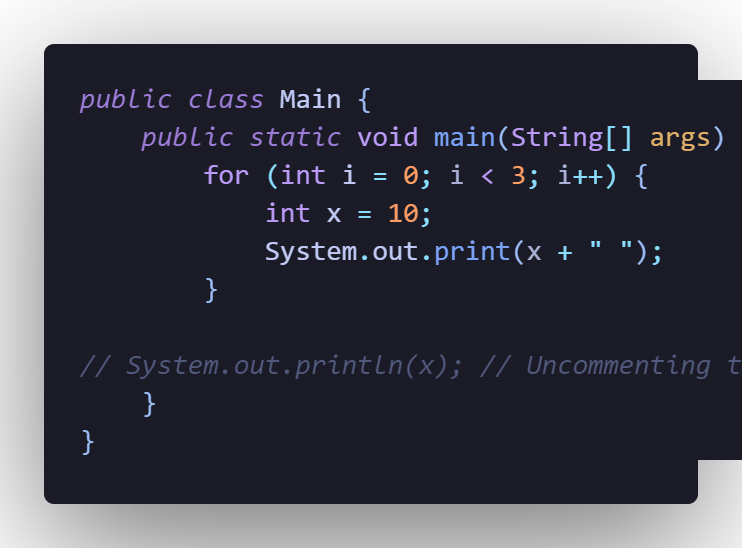 public class Main {
    public static void main(String[] args)
        for (int i = 0; i < 3; i++) {
            int x = 10;
            System.out.print(x + " ");
        }
// System.out.println(x); // Uncommenting
    }
}